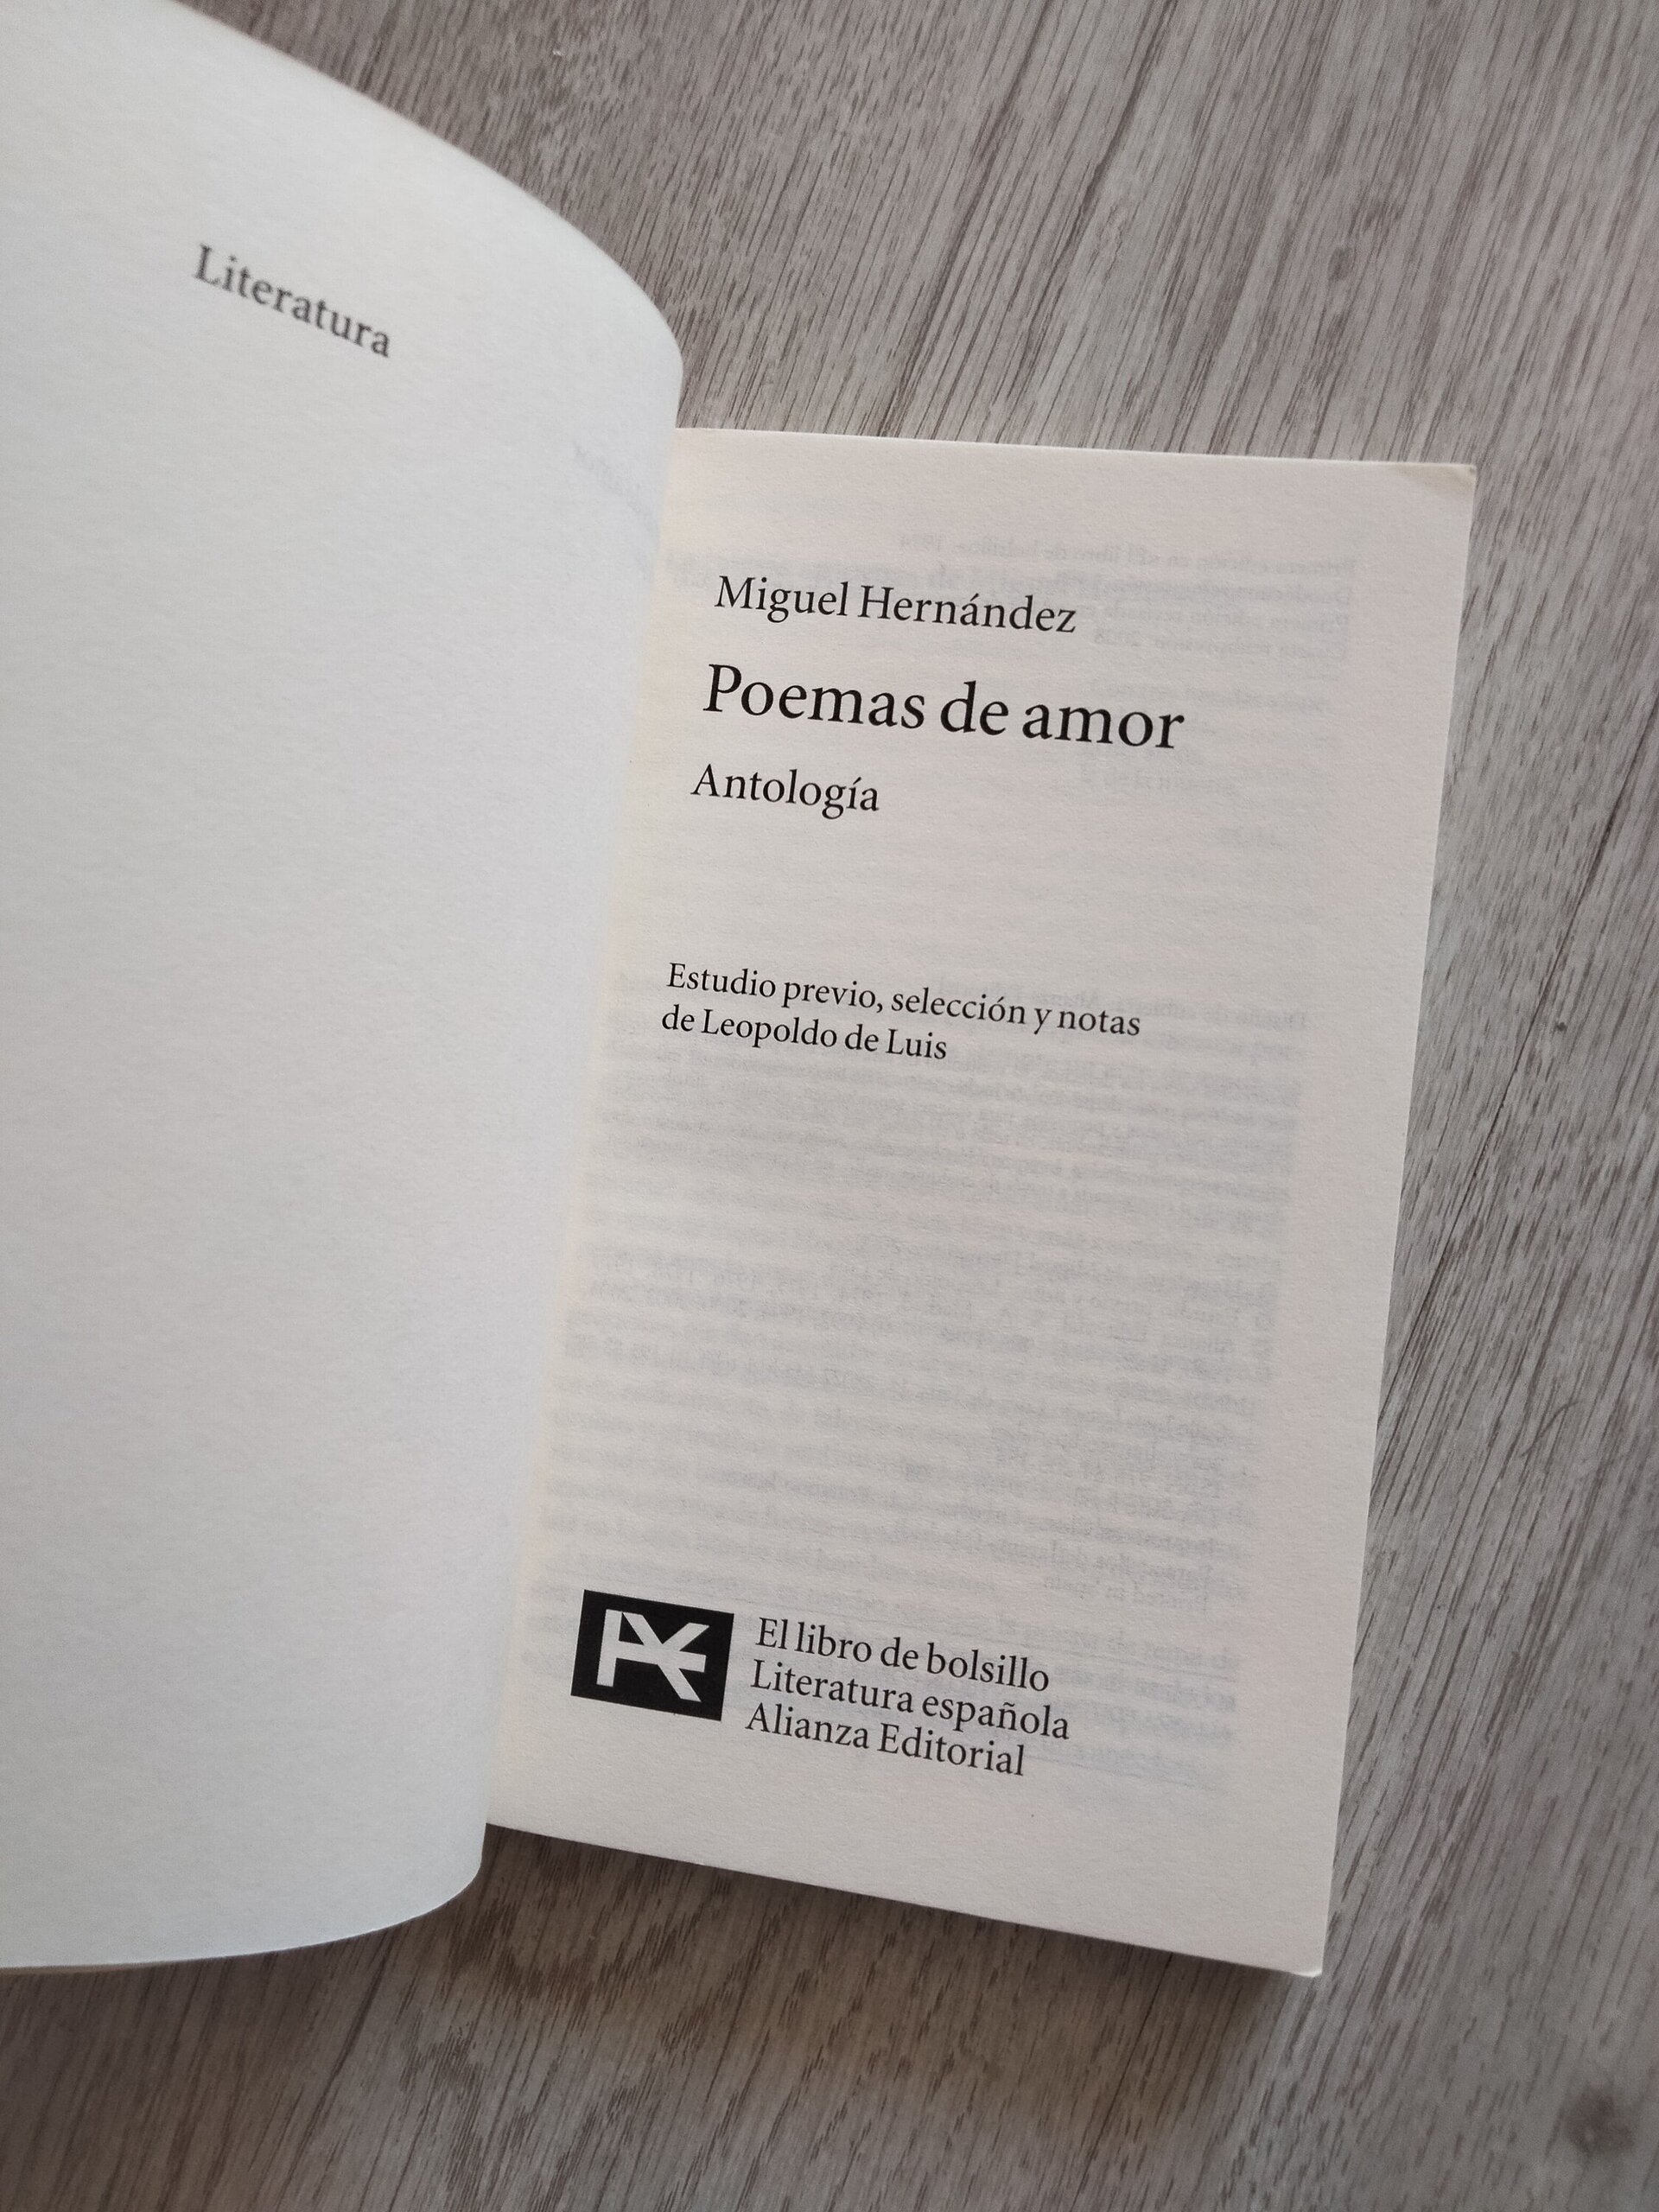 Literatura
Miguel Hernández
Poemas de amor
Antología
Estudio previo, selección y notas
de Leopoldo de Luis
El libro de bolsillo
Literatura española
Alianza Editorial